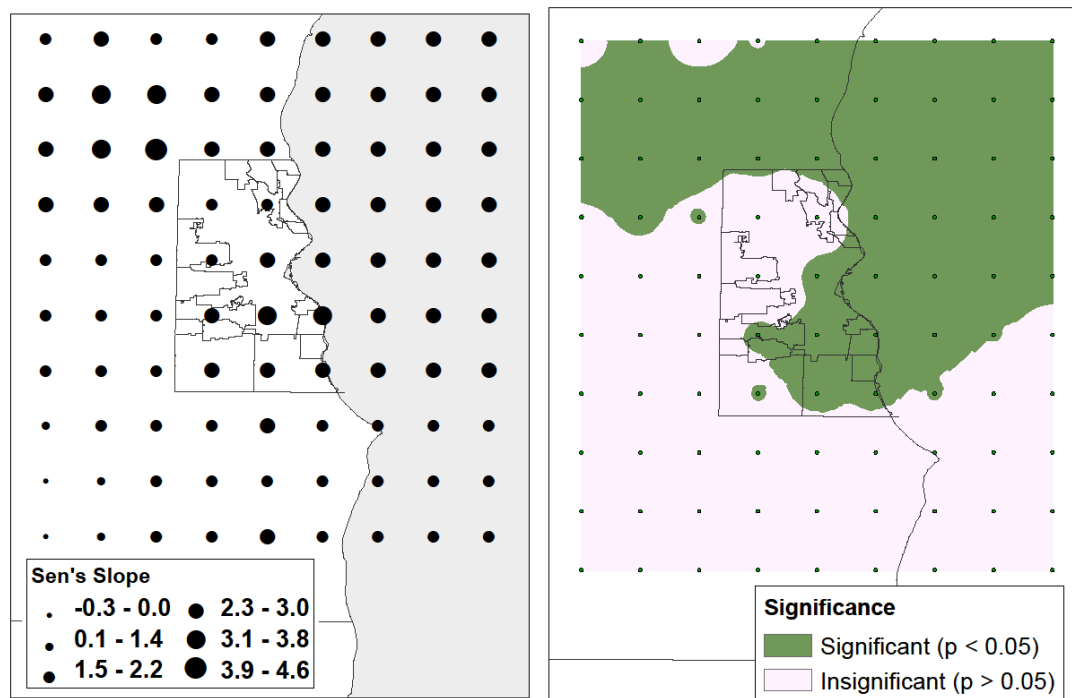 Sen's Slope
-0.3 - 0.0 2.3 - 3.0
0.1 - 1.4 3.1 - 3.8
1.5 - 2.2 3.9 - 4.6
Significance
Significant (p < 0.05)
Insignificant (p > 0.05)